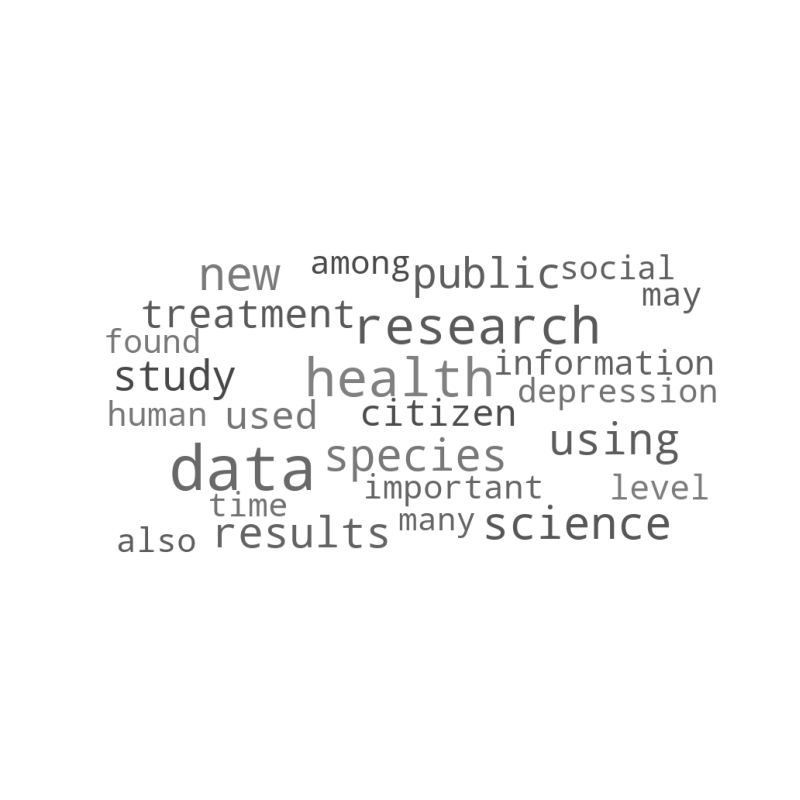 new among public social
may
treatment research
found
study health information
depression
human used citizen
using
data species
important level
time
also results many science